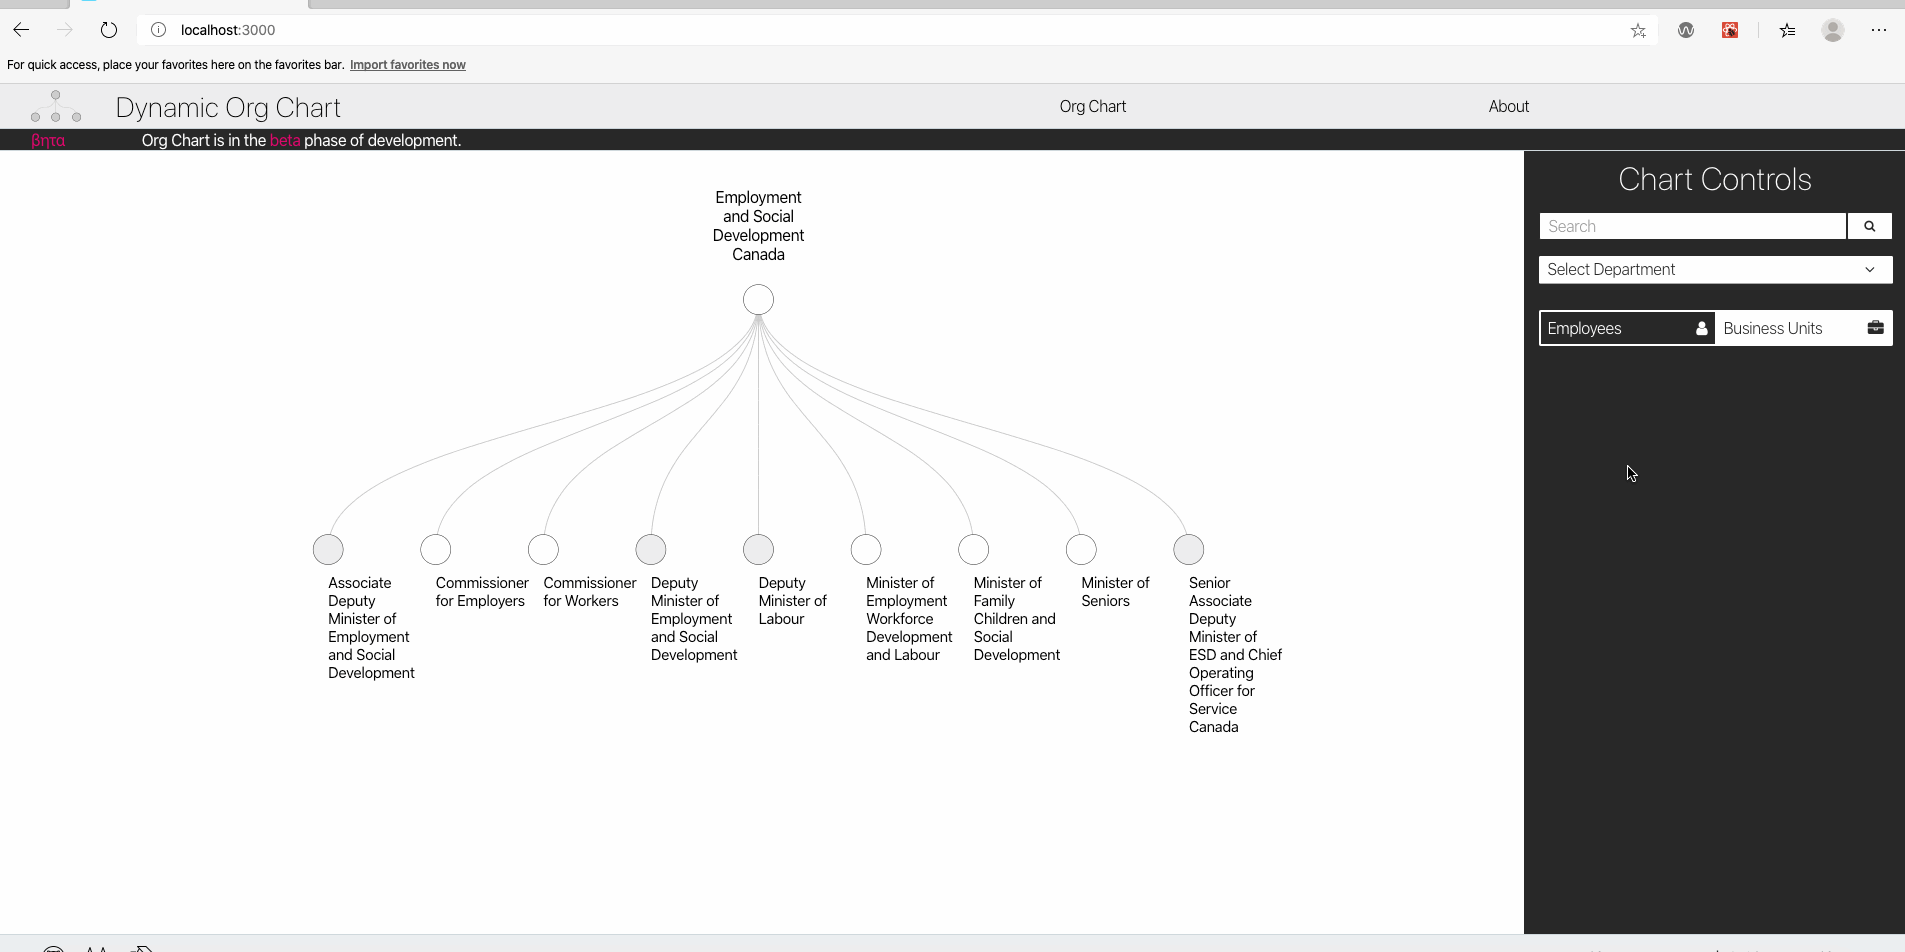 localhost:3000
For quick access, place your favorites here on the favorites bar. Import favorites now
Dynamic Org Chart
Org Chart
About
βητα
Org Chart is in the beta phase of development.
Employment
and Social
Development
Canada
Associate
Deputy
Minister of
Employment
and Social
Development
Commissioner
for Employers
Commissioner
for Workers
Deputy
Minister of
Employment
and Social
Development
Deputy
Minister of
Labour
Minister of
Employment
Workforce
Development
and Labour
Minister of
Family
Children and
Social
Development
Minister of
Seniors
Senior
Associate
Deputy
Minister of
ESD and Chief
Operating
Officer for
Service
Canada
Chart Controls
Search
Select Department
Employees
Business Units